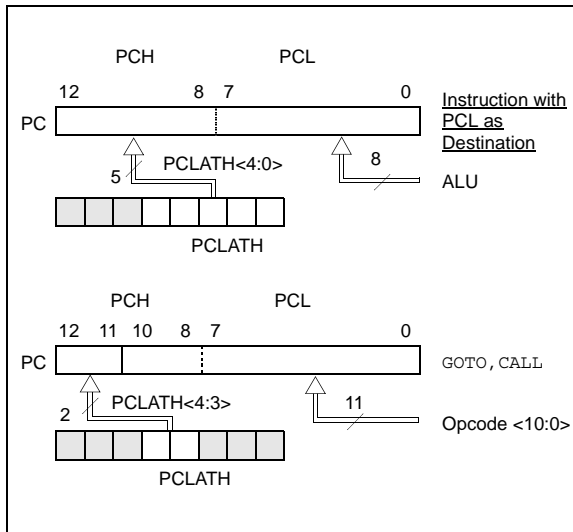 PCH PCL
12 8 7 0
PC
Instruction with
PCL as
Destination
5 PCLATH<4:0> 8
ALU
PCLATH
PCH PCL
12 11 10 8 7 0
PC GOTO, CALL
2 PCLATH<4:3> 11
Opcode <10:0>
PCLATH